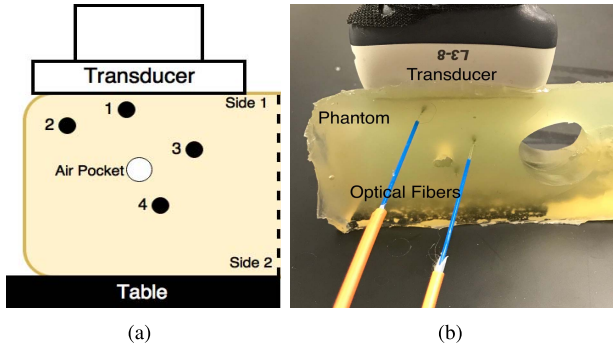 Transducer
Side 1
1
2
3
Air Pocket
4
Side 2
Table
(a)
L3-8
Transducer
Phantom
Optical Fibers
(b)